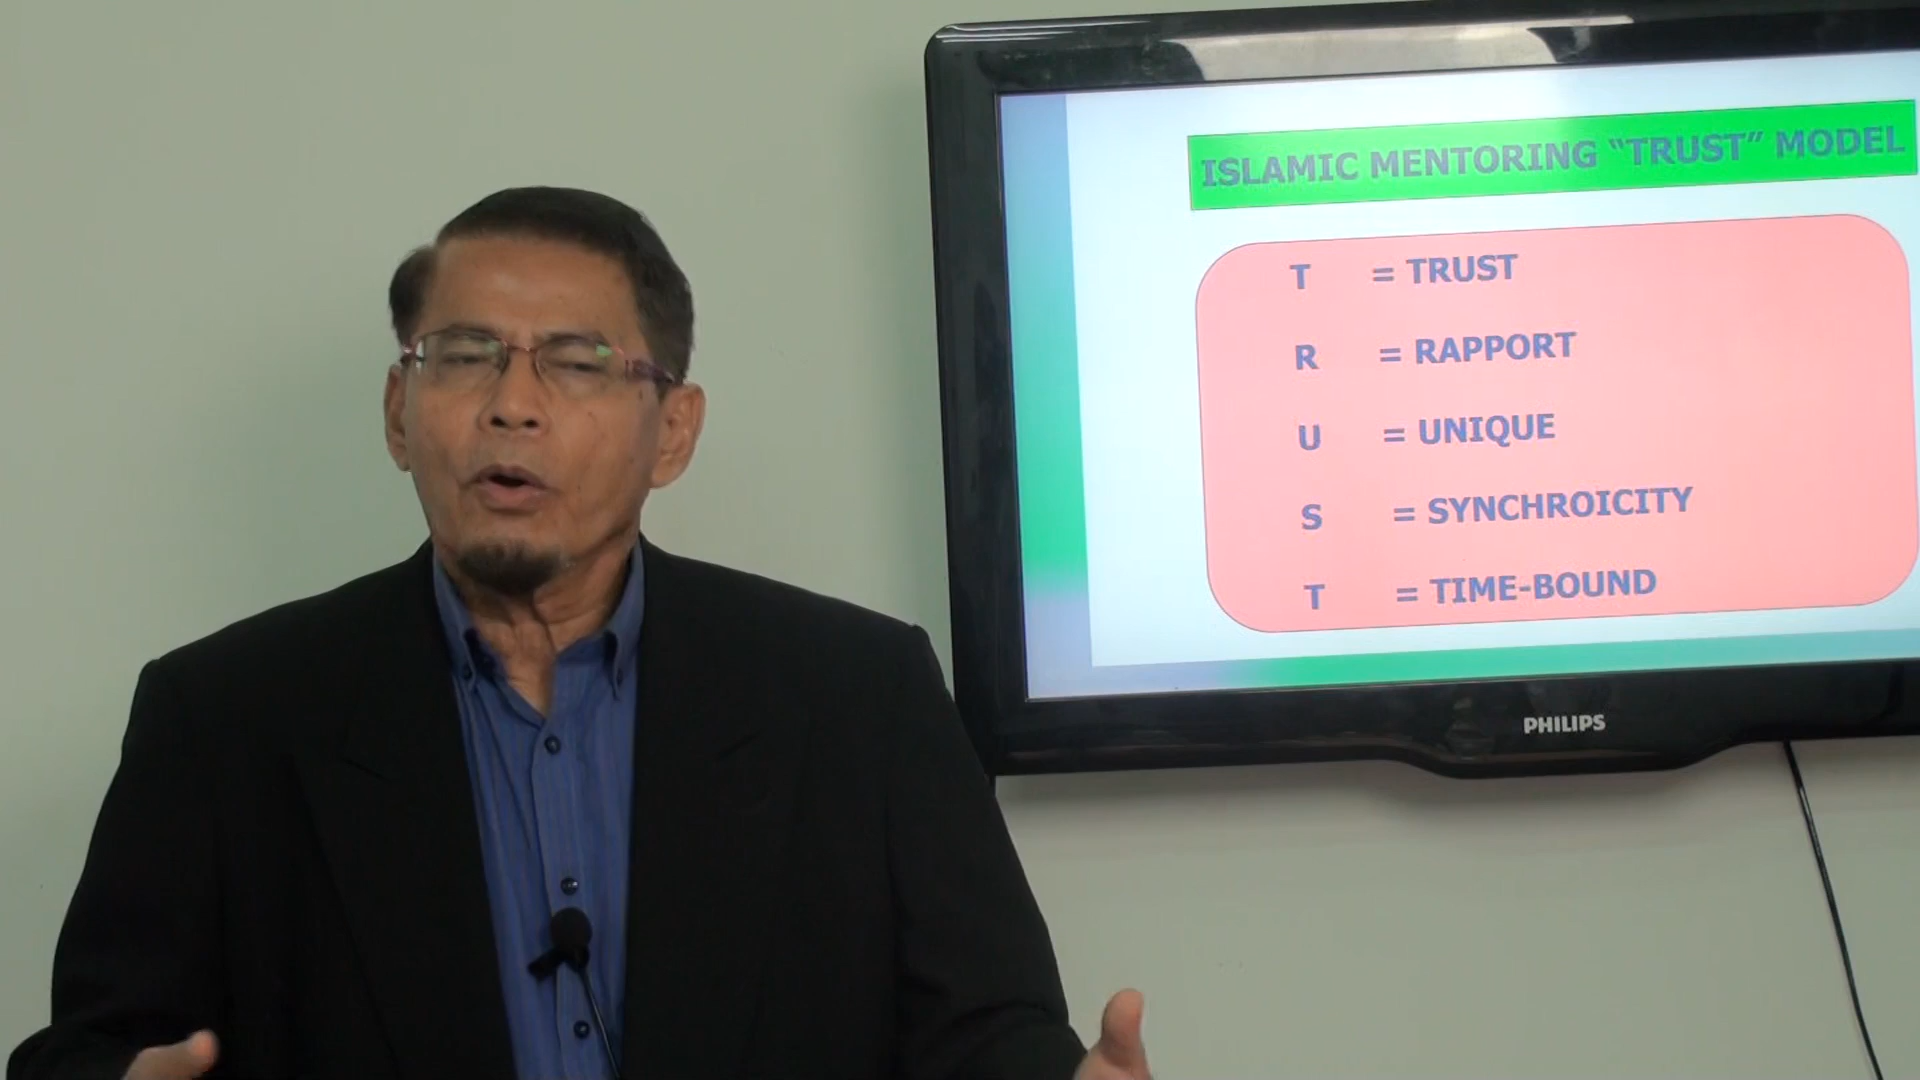 ISLAMIC MENTORING “TRUST” MODEL
T = TRUST
R = RAPPORT
U = UNIQUE
S = SYNCHROICITY
T = TIME-BOUND
PHILIPS